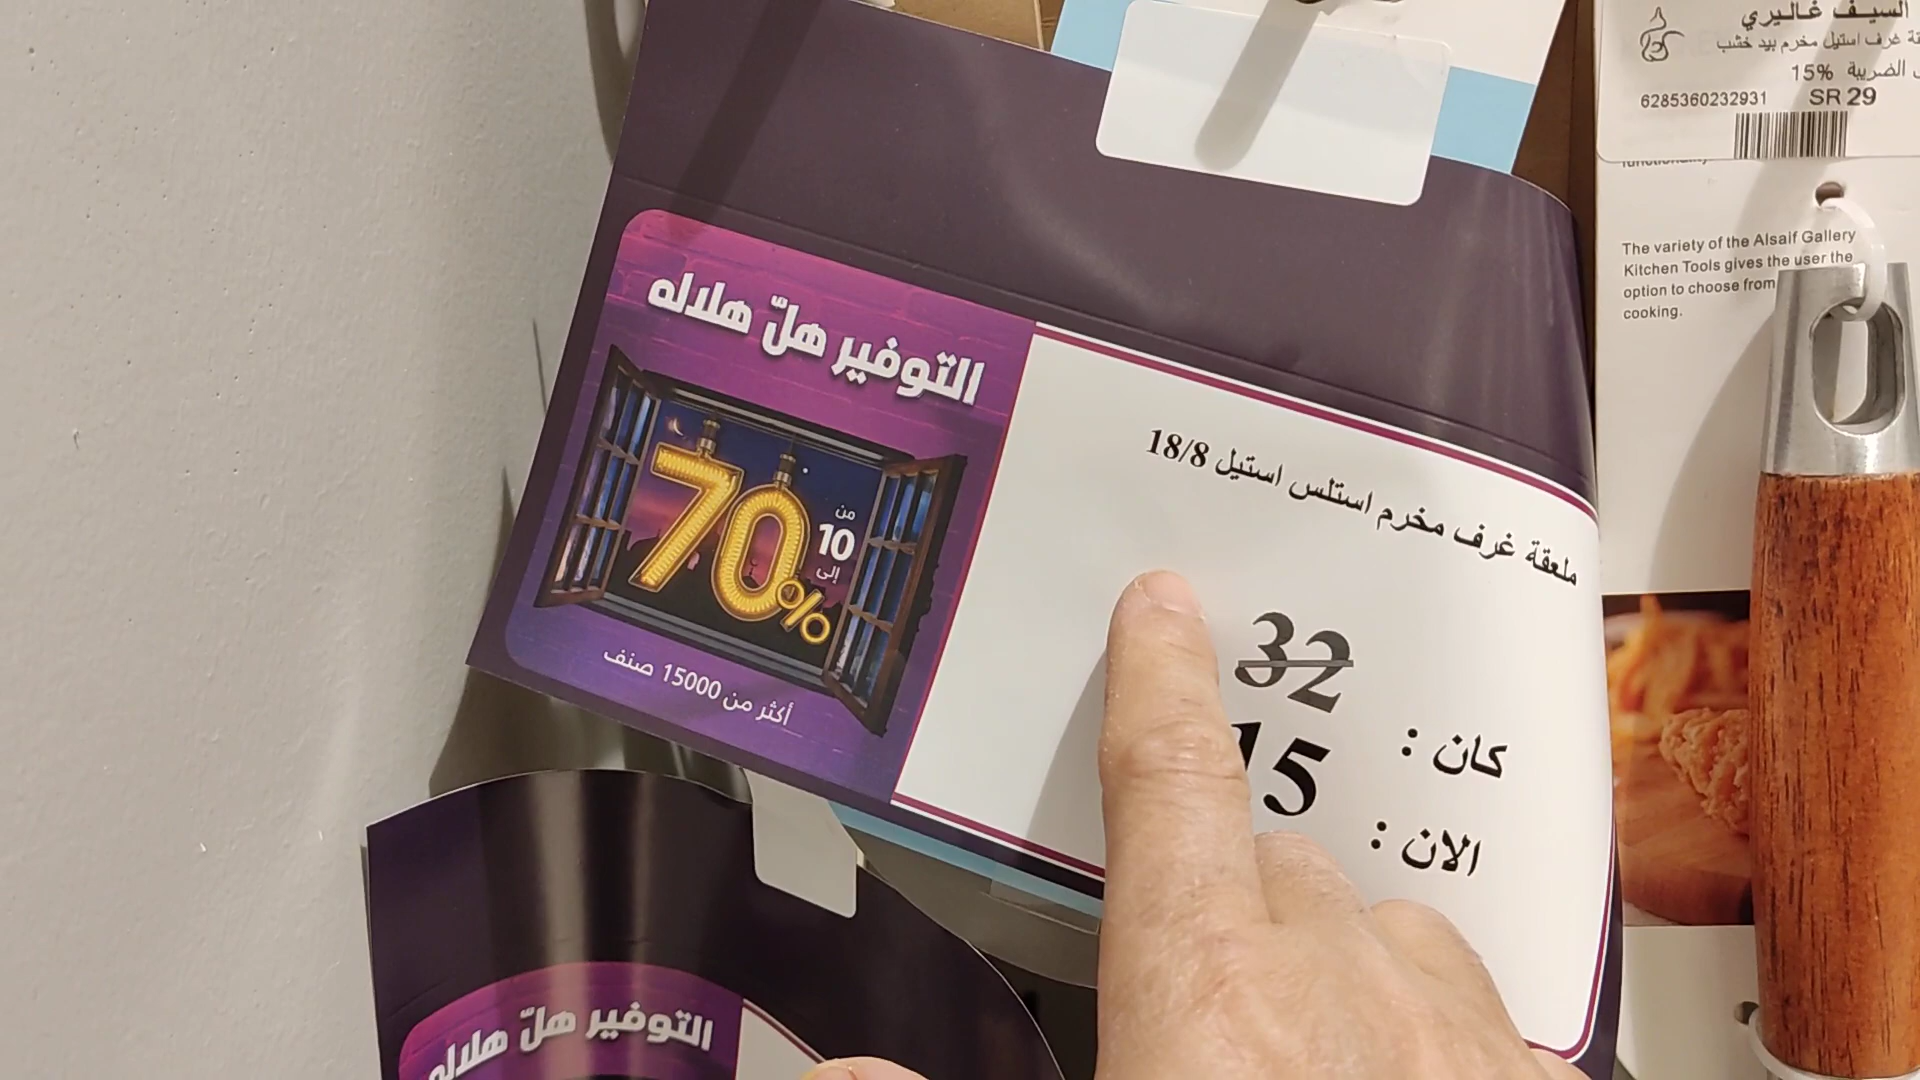 التوفير هلّ هلاله
70%
من
10
إلى
أكثر من 15000 صنف
ملعقة غرف مخرم استلس استيل 18/8
كان : 32
الان : 15
التوفير هلّ هلاله
السيف غاليري
غرف استيل مخرم بيد خشب
الضريبة 15%
6285360232931 SR 29
functionality
The variety of the Alsaif Gallery
Kitchen Tools gives the user the
option to choose from
cooking.